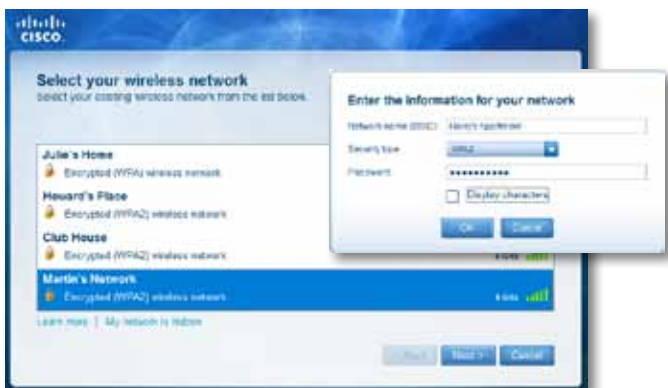 CISCO
Select your wireless network
Select your existing wireless network from the list below.
Julie's Home
Encrypted (WPA) wireless network
Howard's Place
Encrypted (WPA2) wireless network
Club House
Encrypted (WPA2) wireless network
Martin's Network
Encrypted (WPA2) wireless network
Learn more | My network is hidden
Next > Cancel
Enter the information for your network
Network name (SSID)
Security type WPA2
Password ••••••••••
Display characters
OK Cancel